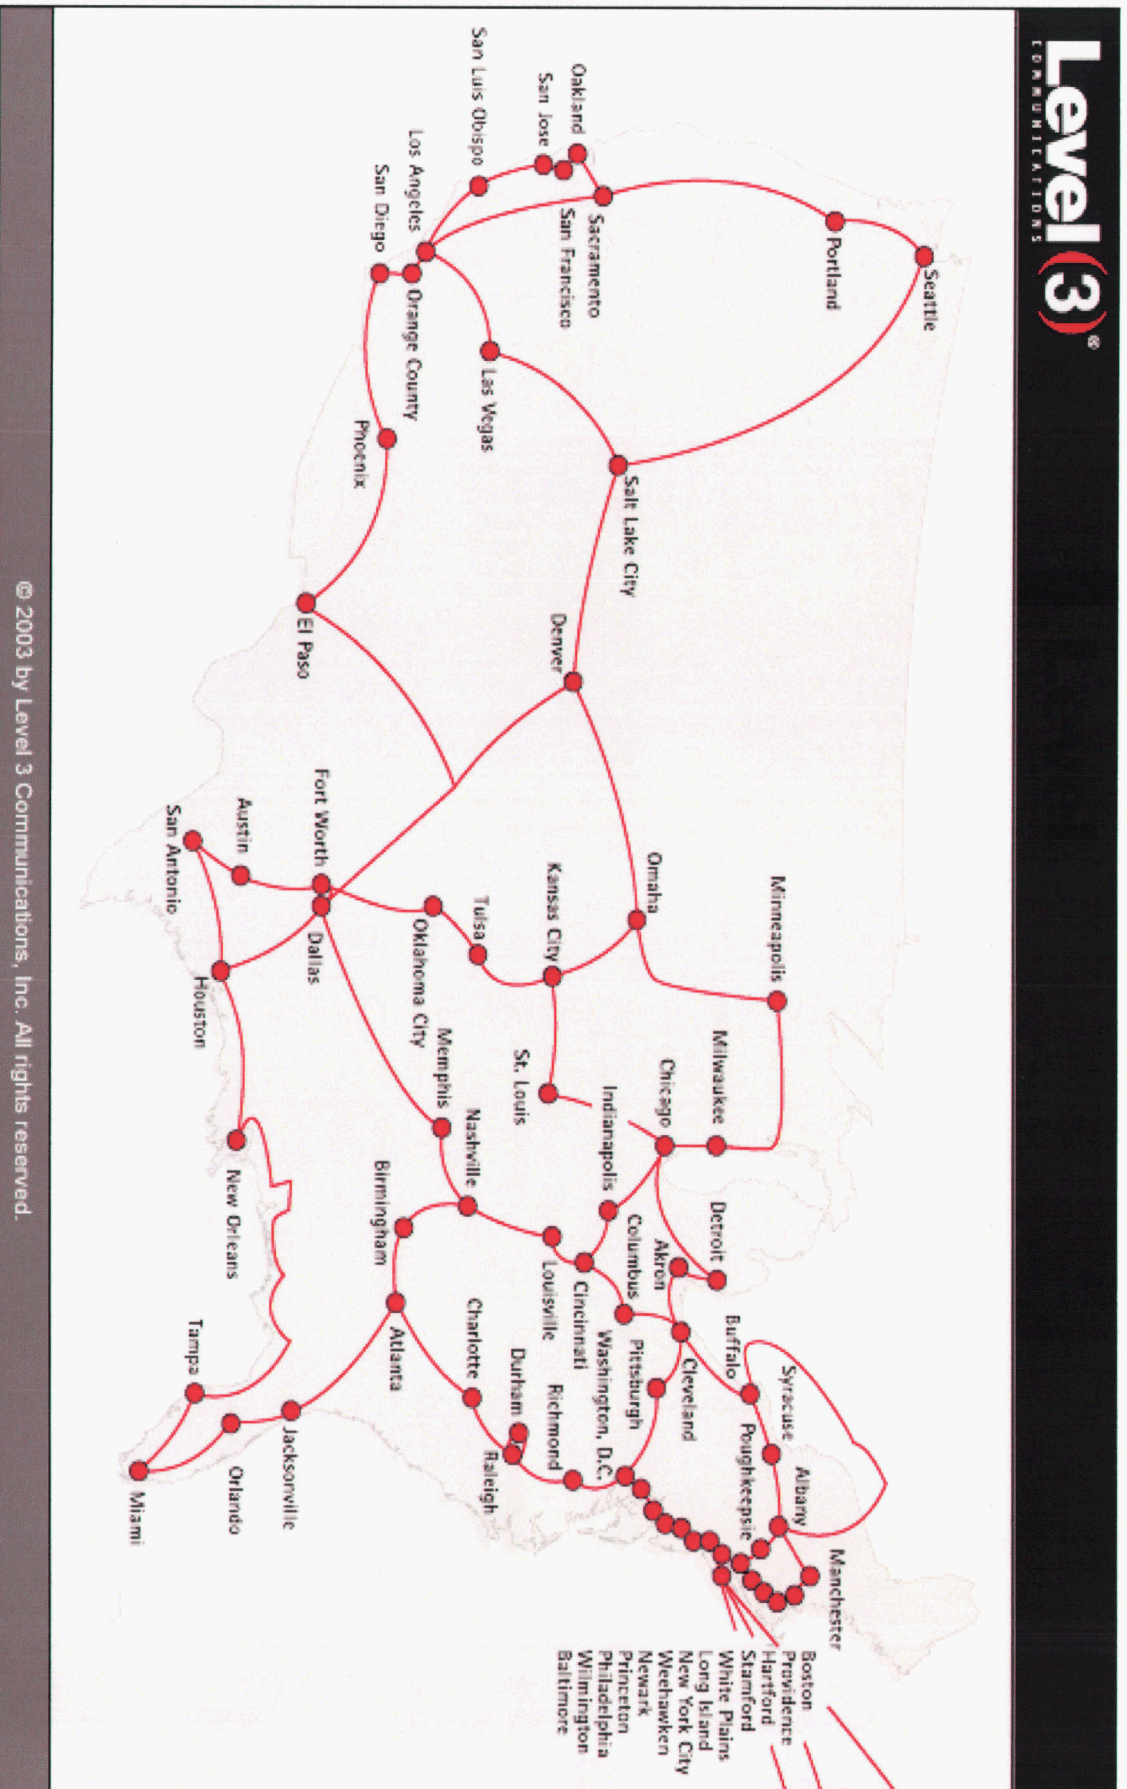 Level(3)®
COMMUNICATIONS
Seattle
Portland
Sacramento
San Francisco
Oakland
San Jose
San Luis Obispo
Los Angeles
San Diego
Orange County
Las Vegas
Phoenix
Salt Lake City
El Paso
Denver
Omaha
Minneapolis
Kansas City
Tulsa
Oklahoma City
Fort Worth
Dallas
Austin
San Antonio
Houston
Milwaukee
Chicago
St. Louis
Indianapolis
Memphis
Nashville
Birmingham
New Orleans
Detroit
Akron
Columbus
Cincinnati
Louisville
Atlanta
Charlotte
Durham
Raleigh
Richmond
Washington, D.C.
Pittsburgh
Cleveland
Buffalo
Syracuse
Albany
Poughkeepsie
Manchester
Tampa
Orlando
Jacksonville
Miami
Boston
Providence
Hartford
Stamford
White Plains
Long Island
New York City
Weehawken
Newark
Princeton
Philadelphia
Wilmington
Baltimore
© 2003 by Level 3 Communications, Inc. All rights reserved.